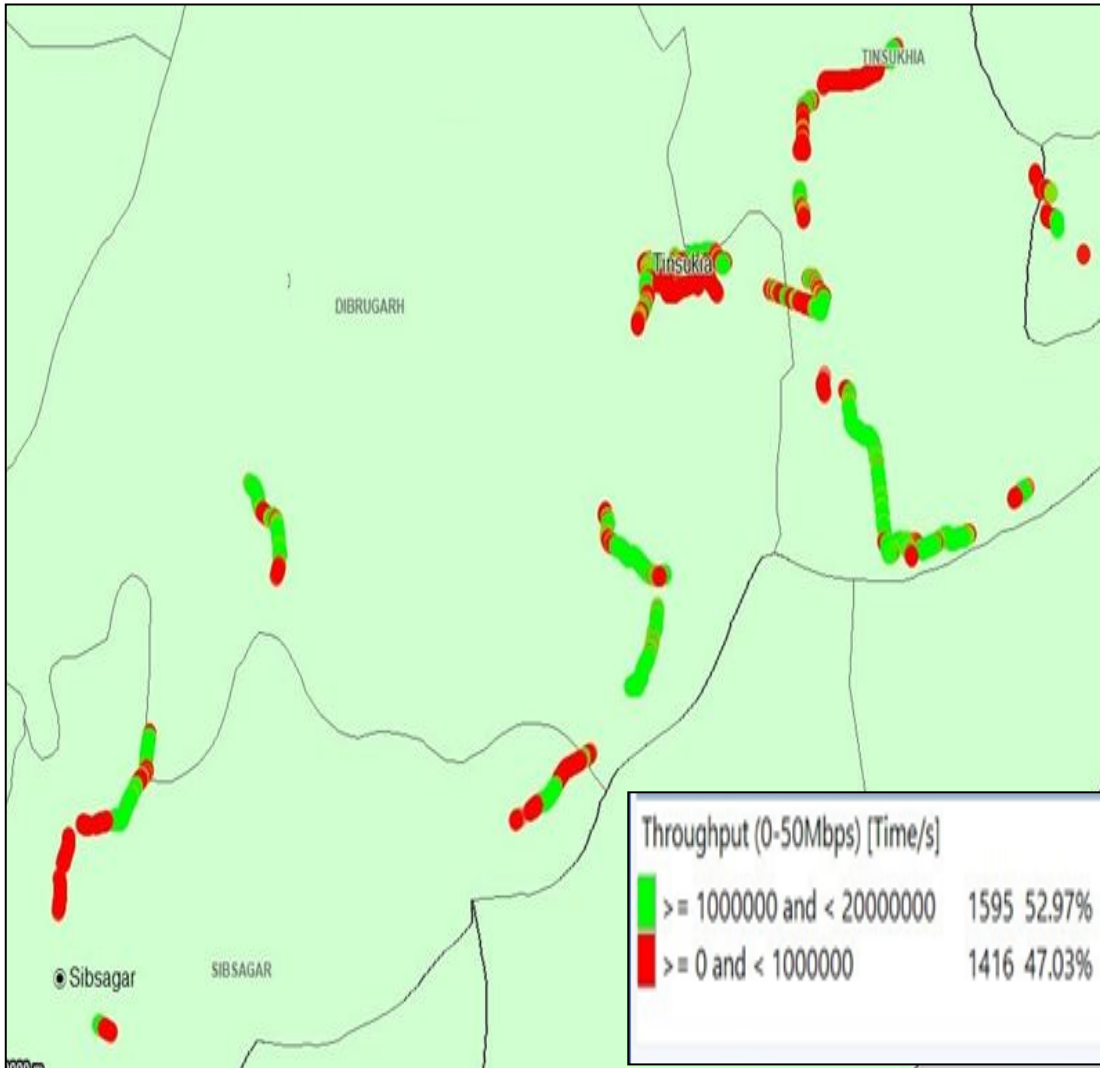 TINSUKHIA
Tinsukia
DIBRUGARH
Sibsagar
SIBSAGAR
Throughput (0-50Mbps) [Time/s]
>= 1000000 and < 20000000 1595 52.97%
>= 0 and < 1000000 1416 47.03%